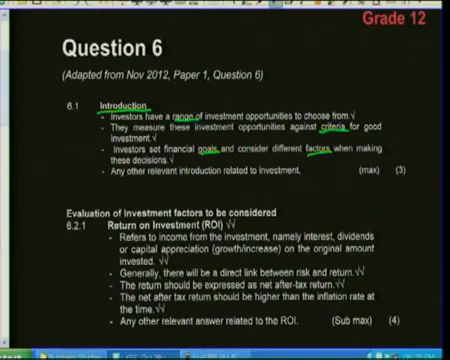 Grade 12
Question 6
(Adapted from Nov 2012, Paper 1, Question 6)
6.1 Introduction
- Investors have a range of investment opportunities to choose from.√
- They measure these investment opportunities against criteria for good
investment.√
- Investors set financial goals and consider different factors when making
these decisions.√
- Any other relevant introduction related to investment. (max) (3)
Evaluation of investment factors to be considered
6.2.1 Return on Investment (ROI) √√
- Refers to income from the investment, namely interest, dividends
or capital appreciation (growth/increase) on the original amount
invested.√√
- Generally, there will be a direct link between risk and return.√√
- The return should be expressed as net after-tax return.√√
- The net after tax return should be higher than the inflation rate at
the time.√√
- Any other relevant answer related to the ROI. (Sub max) (4)